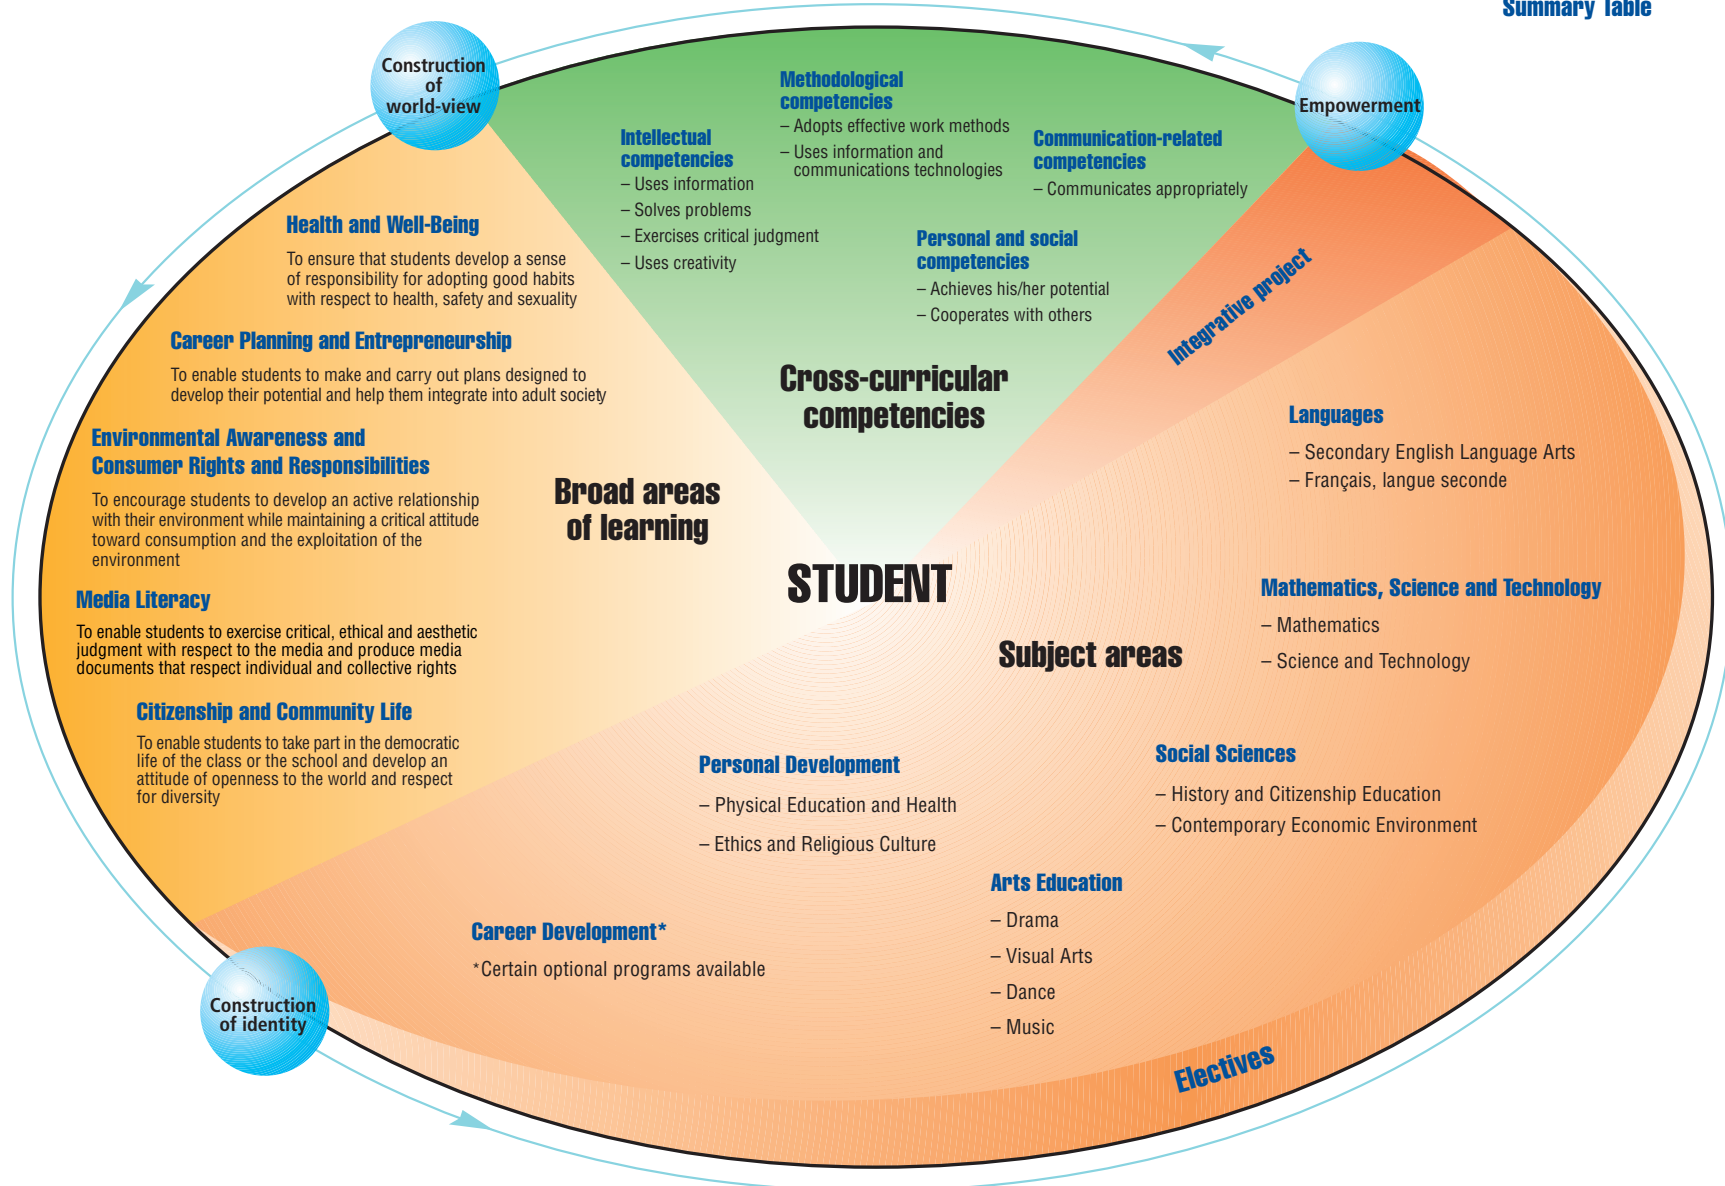 Summary Table
Construction
of
world-view
Empowerment
Methodological
competencies
– Adopts effective work methods
– Uses information and
communications technologies
Intellectual
competencies
– Uses information
– Solves problems
– Exercises critical judgment
– Uses creativity
Communication-related
competencies
– Communicates appropriately
Personal and social
competencies
– Achieves his/her potential
– Cooperates with others
Cross-curricular
competencies
Integrative project
Health and Well-Being
To ensure that students develop a sense
of responsibility for adopting good habits
with respect to health, safety and sexuality
Career Planning and Entrepreneurship
To enable students to make and carry out plans designed to
develop their potential and help them integrate into adult society
Environmental Awareness and
Consumer Rights and Responsibilities
To encourage students to develop an active relationship
with their environment while maintaining a critical attitude
toward consumption and the exploitation of the
environment
Media Literacy
To enable students to exercise critical, ethical and aesthetic
judgment with respect to the media and produce media
documents that respect individual and collective rights
Citizenship and Community Life
To enable students to take part in the democratic
life of the class or the school and develop an
attitude of openness to the world and respect
for diversity
Broad areas
of learning
STUDENT
Subject areas
Languages
– Secondary English Language Arts
– Français, langue seconde
Mathematics, Science and Technology
– Mathematics
– Science and Technology
Social Sciences
– History and Citizenship Education
– Contemporary Economic Environment
Personal Development
– Physical Education and Health
– Ethics and Religious Culture
Arts Education
– Drama
– Visual Arts
– Dance
– Music
Career Development*
*Certain optional programs available
Construction
of identity
Electives